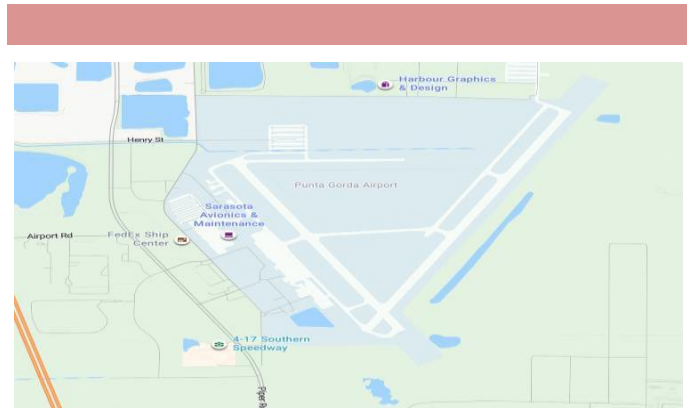 Harbour Graphics
& Design
Henry St
Punta Gorda Airport
Sarasota
Avionics &
Maintenance
Airport Rd
FedEx Ship
Center
4-17 Southern
Speedway
Piper R